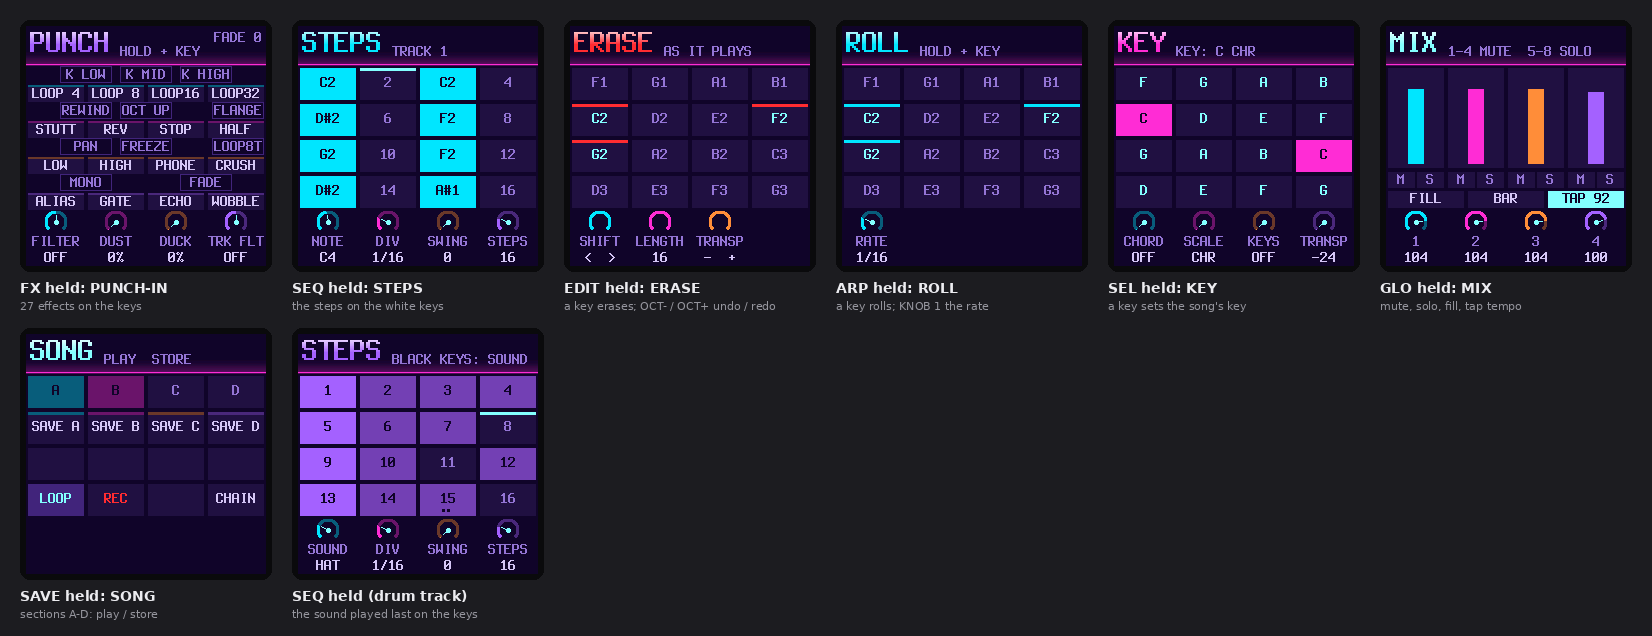 PUNCH HOLD + KEY FADE 0
K LOW K MID K HIGH
LOOP 4 LOOP 8 LOOP16 LOOP32
REWIND OCT UP FLANGE
STUTT REV STOP HALF
PAN FREEZE LOOP8T
LOW HIGH PHONE CRUSH
MONO FADE
ALIAS GATE ECHO WOBBLE
FILTER DUST DUCK TRK FLT
OFF 0% 0% OFF
FX held: PUNCH-IN
27 effects on the keys
STEPS TRACK 1
C2 2 C2 4
D#2 6 F2 8
G2 10 F2 12
D#2 14 A#1 16
NOTE DIV SWING STEPS
C4 1/16 0 16
SEQ held: STEPS
the steps on the white keys
ERASE AS IT PLAYS
F1 G1 A1 B1
C2 D2 E2 F2
G2 A2 B2 C3
D3 E3 F3 G3
SHIFT LENGTH TRANSP
< > 16 - +
EDIT held: ERASE
a key erases; OCT- / OCT+ undo / redo
ROLL HOLD + KEY
F1 G1 A1 B1
C2 D2 E2 F2
G2 A2 B2 C3
D3 E3 F3 G3
RATE
1/16
ARP held: ROLL
a key rolls; KNOB 1 the rate
KEY KEY: C CHR
F G A B
C D E F
G A B C
D E F G
CHORD SCALE KEYS TRANSP
OFF CHR OFF -24
SEL held: KEY
a key sets the song's key
MIX 1-4 MUTE 5-8 SOLO
M S M S M S M S
FILL BAR TAP 92
1 2 3 4
104 104 104 100
GLO held: MIX
mute, solo, fill, tap tempo
SONG PLAY STORE
A B C D
SAVE A SAVE B SAVE C SAVE D
LOOP REC CHAIN
SAVE held: SONG
sections A-D: play / store
STEPS BLACK KEYS: SOUND
1 2 3 4
5 6 7 8
9 10 11 12
13 14 15 16
SOUND DIV SWING STEPS
HAT 1/16 0 16
SEQ held (drum track)
the sound played last on the keys